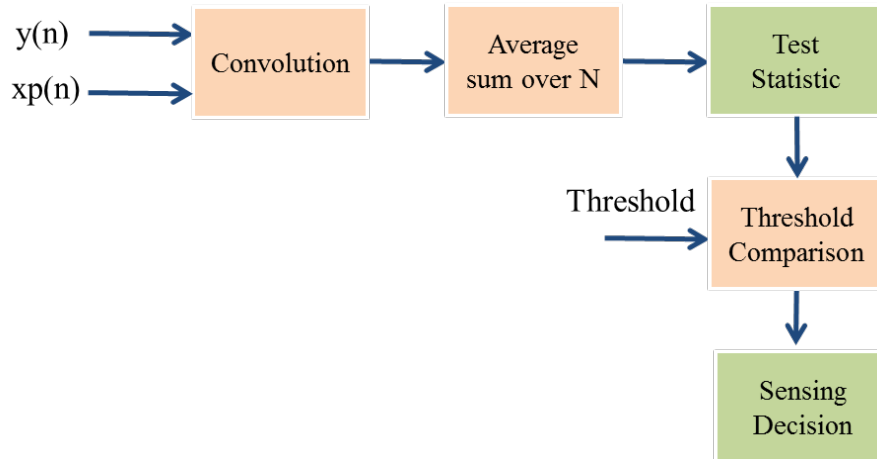 y(n)
xp(n)
Convolution
Average
sum over N
Test
Statistic
Threshold
Threshold
Comparison
Sensing
Decision